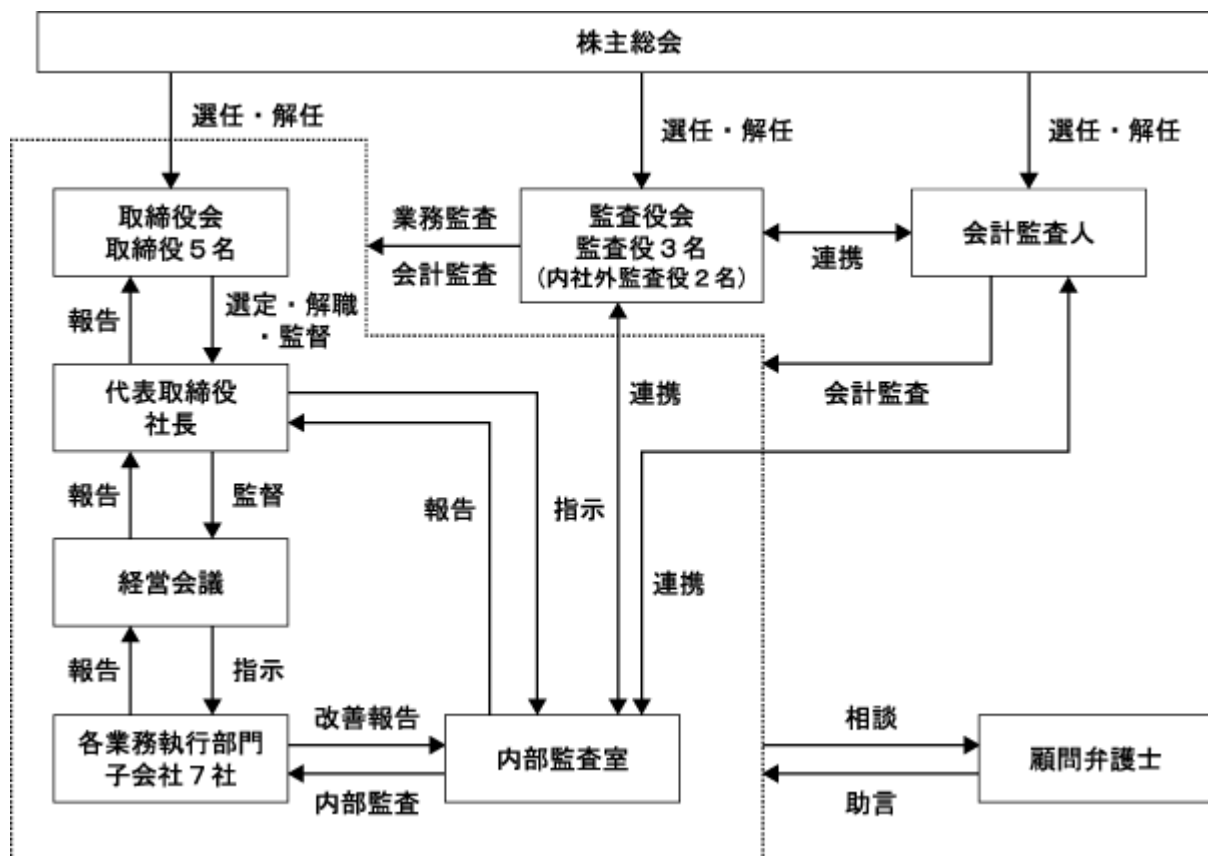 株主総会
選任・解任
選任・解任
選任・解任
取締役会
取締役5名
業務監査
会計監査
監査役会
監査役3名
(内社外監査役2名)
連携
会計監査人
報告
選定・解職
・監督
代表取締役
社長
連携
会計監査
報告
監督
報告
指示
経営会議
連携
報告
指示
各業務執行部門
子会社7社
改善報告
内部監査
内部監査室
相談
助言
顧問弁護士